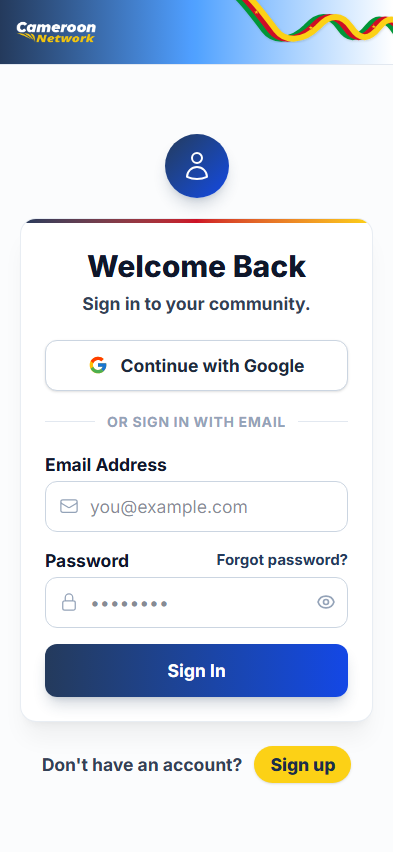 Cameroon
Network
Welcome Back
Sign in to your community.
Continue with Google
OR SIGN IN WITH EMAIL
Email Address
you@example.com
Password
Forgot password?
••••••••
Sign In
Don't have an account?
Sign up